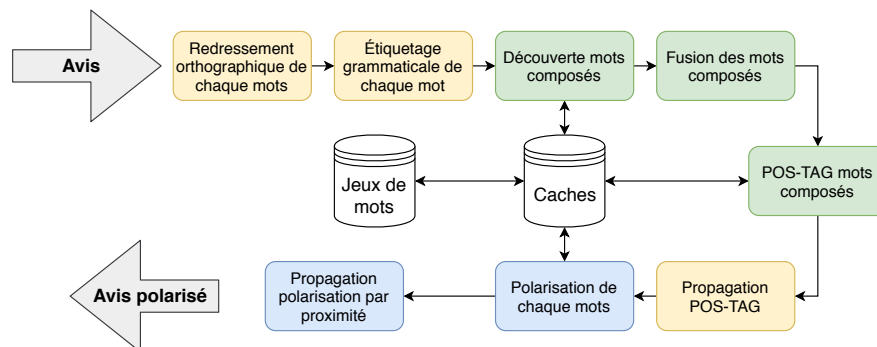 Avis
Redressement
orthographique de
chaque mots
Étiquetage
grammaticale de
chaque mot
Découverte mots
composés
Fusion des mots
composés
Jeux de
mots
Caches
POS-TAG mots
composés
Avis polarisé
Propagation
polarisation par
proximité
Polarisation de
chaque mots
Propagation
POS-TAG